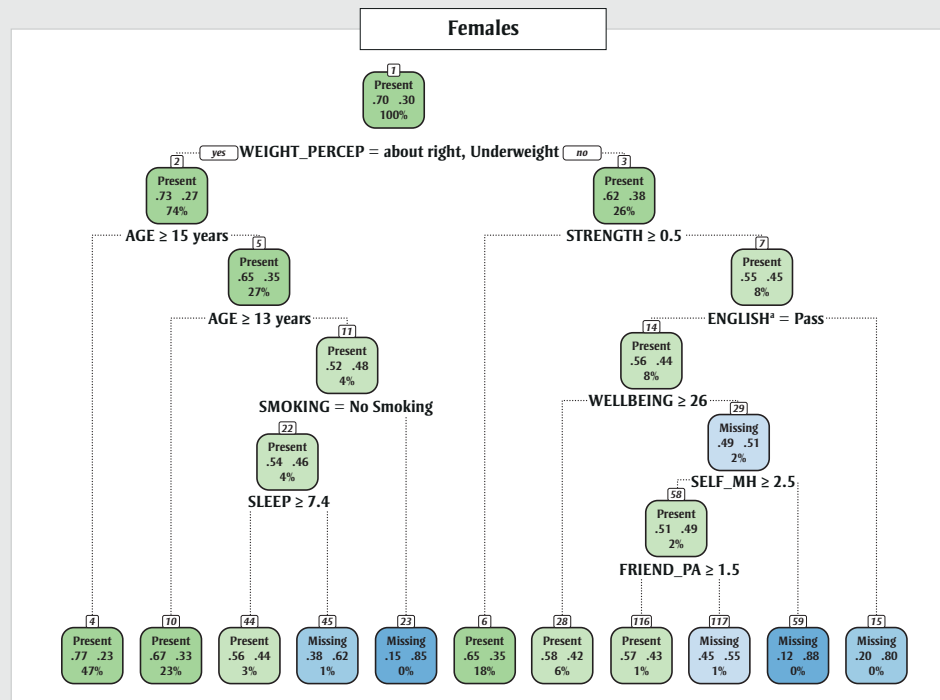 Females
1
Present
.70 .30
100%
yes WEIGHT_PERCEP = about right, Underweight no
2
Present
.73 .27
74%
3
Present
.62 .38
26%
AGE ≥ 15 years
STRENGTH ≥ 0.5
5
Present
.65 .35
27%
7
Present
.55 .45
8%
AGE ≥ 13 years
ENGLISHª = Pass
11
Present
.52 .48
4%
14
Present
.56 .44
8%
SMOKING = No Smoking
WELLBEING ≥ 26
22
Present
.54 .46
4%
29
Missing
.49 .51
2%
SLEEP ≥ 7.4
SELF_MH ≥ 2.5
58
Present
.51 .49
2%
FRIEND_PA ≥ 1.5
4
Present
.77 .23
47%
10
Present
.67 .33
23%
44
Present
.56 .44
3%
45
Missing
.38 .62
1%
23
Missing
.15 .85
0%
6
Present
.65 .35
18%
28
Present
.58 .42
6%
116
Present
.57 .43
1%
117
Missing
.45 .55
1%
59
Missing
.12 .88
0%
15
Missing
.20 .80
0%